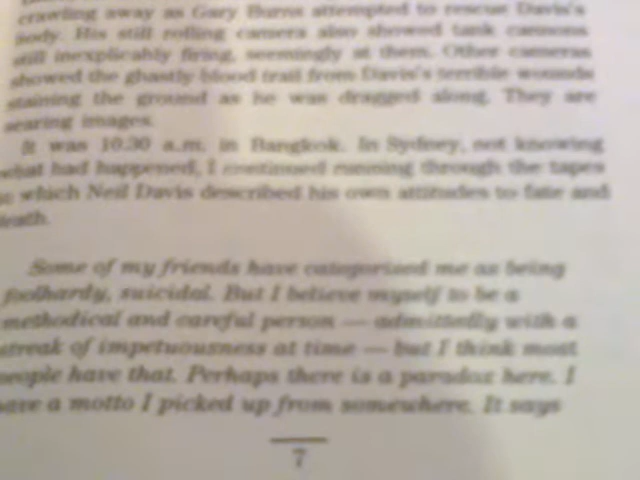 crawling away as Gary Burns attempted to rescue Davis's
body. His still rolling camera also showed tank cannons
still inexplicably firing, seemingly at them. Other cameras
showed the ghastly blood trail from Davis's terrible wounds
staining the ground as he was dragged along. They are
searing images.
It was 10.30 a.m. in Bangkok. In Sydney, not knowing
what had happened, I continued running through the tapes
in which Neil Davis described his own attitudes to fate and
death.
Some of my friends have categorised me as being
foolhardy, suicidal. But I believe myself to be a
methodical and careful person — admittedly with a
streak of impetuousness at time — but I think most
people have that. Perhaps there is a paradox here. I
have a motto I picked up from somewhere. It says
7